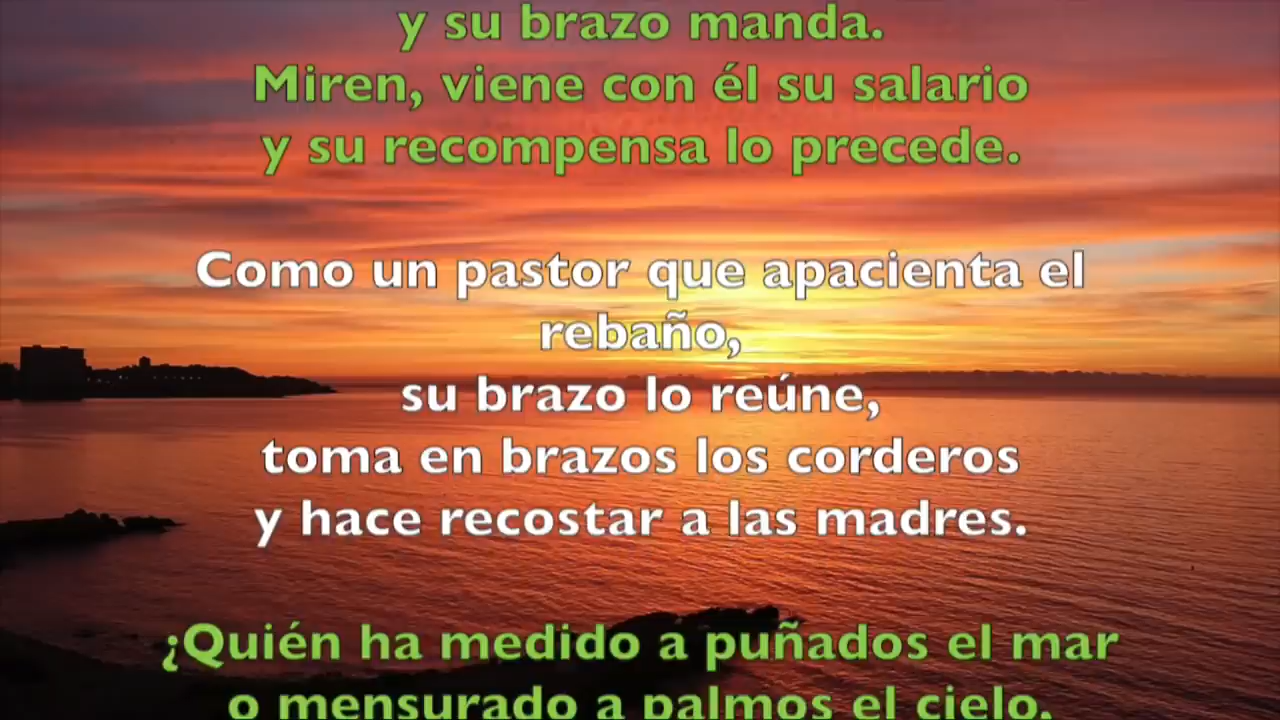 y su brazo manda.
Miren, viene con él su salario
y su recompensa lo precede.
Como un pastor que apacienta el
rebaño,
su brazo lo reúne,
toma en brazos los corderos
y hace recostar a las madres.
¿Quién ha medido a puñados el mar
o mensurado a palmos el cielo,